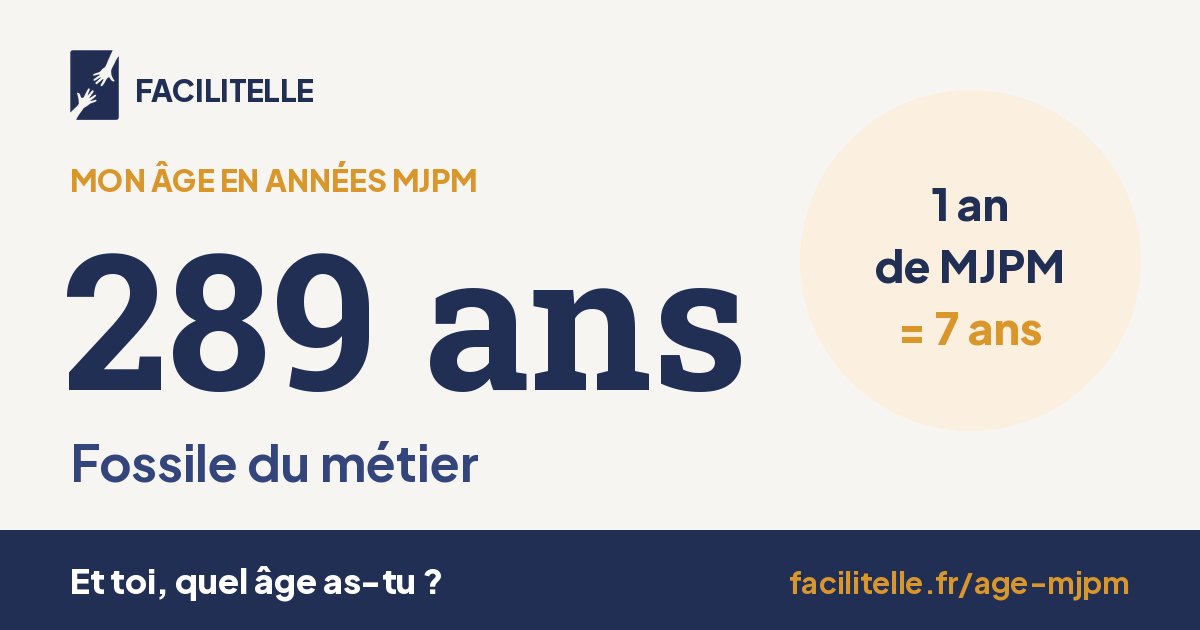 FACILITELLE
MON ÂGE EN ANNÉES MJPM
289 ans
Fossile du métier
1 an
de MJPM
= 7 ans
Et toi, quel âge as-tu ?
facilitelle.fr/age-mjpm